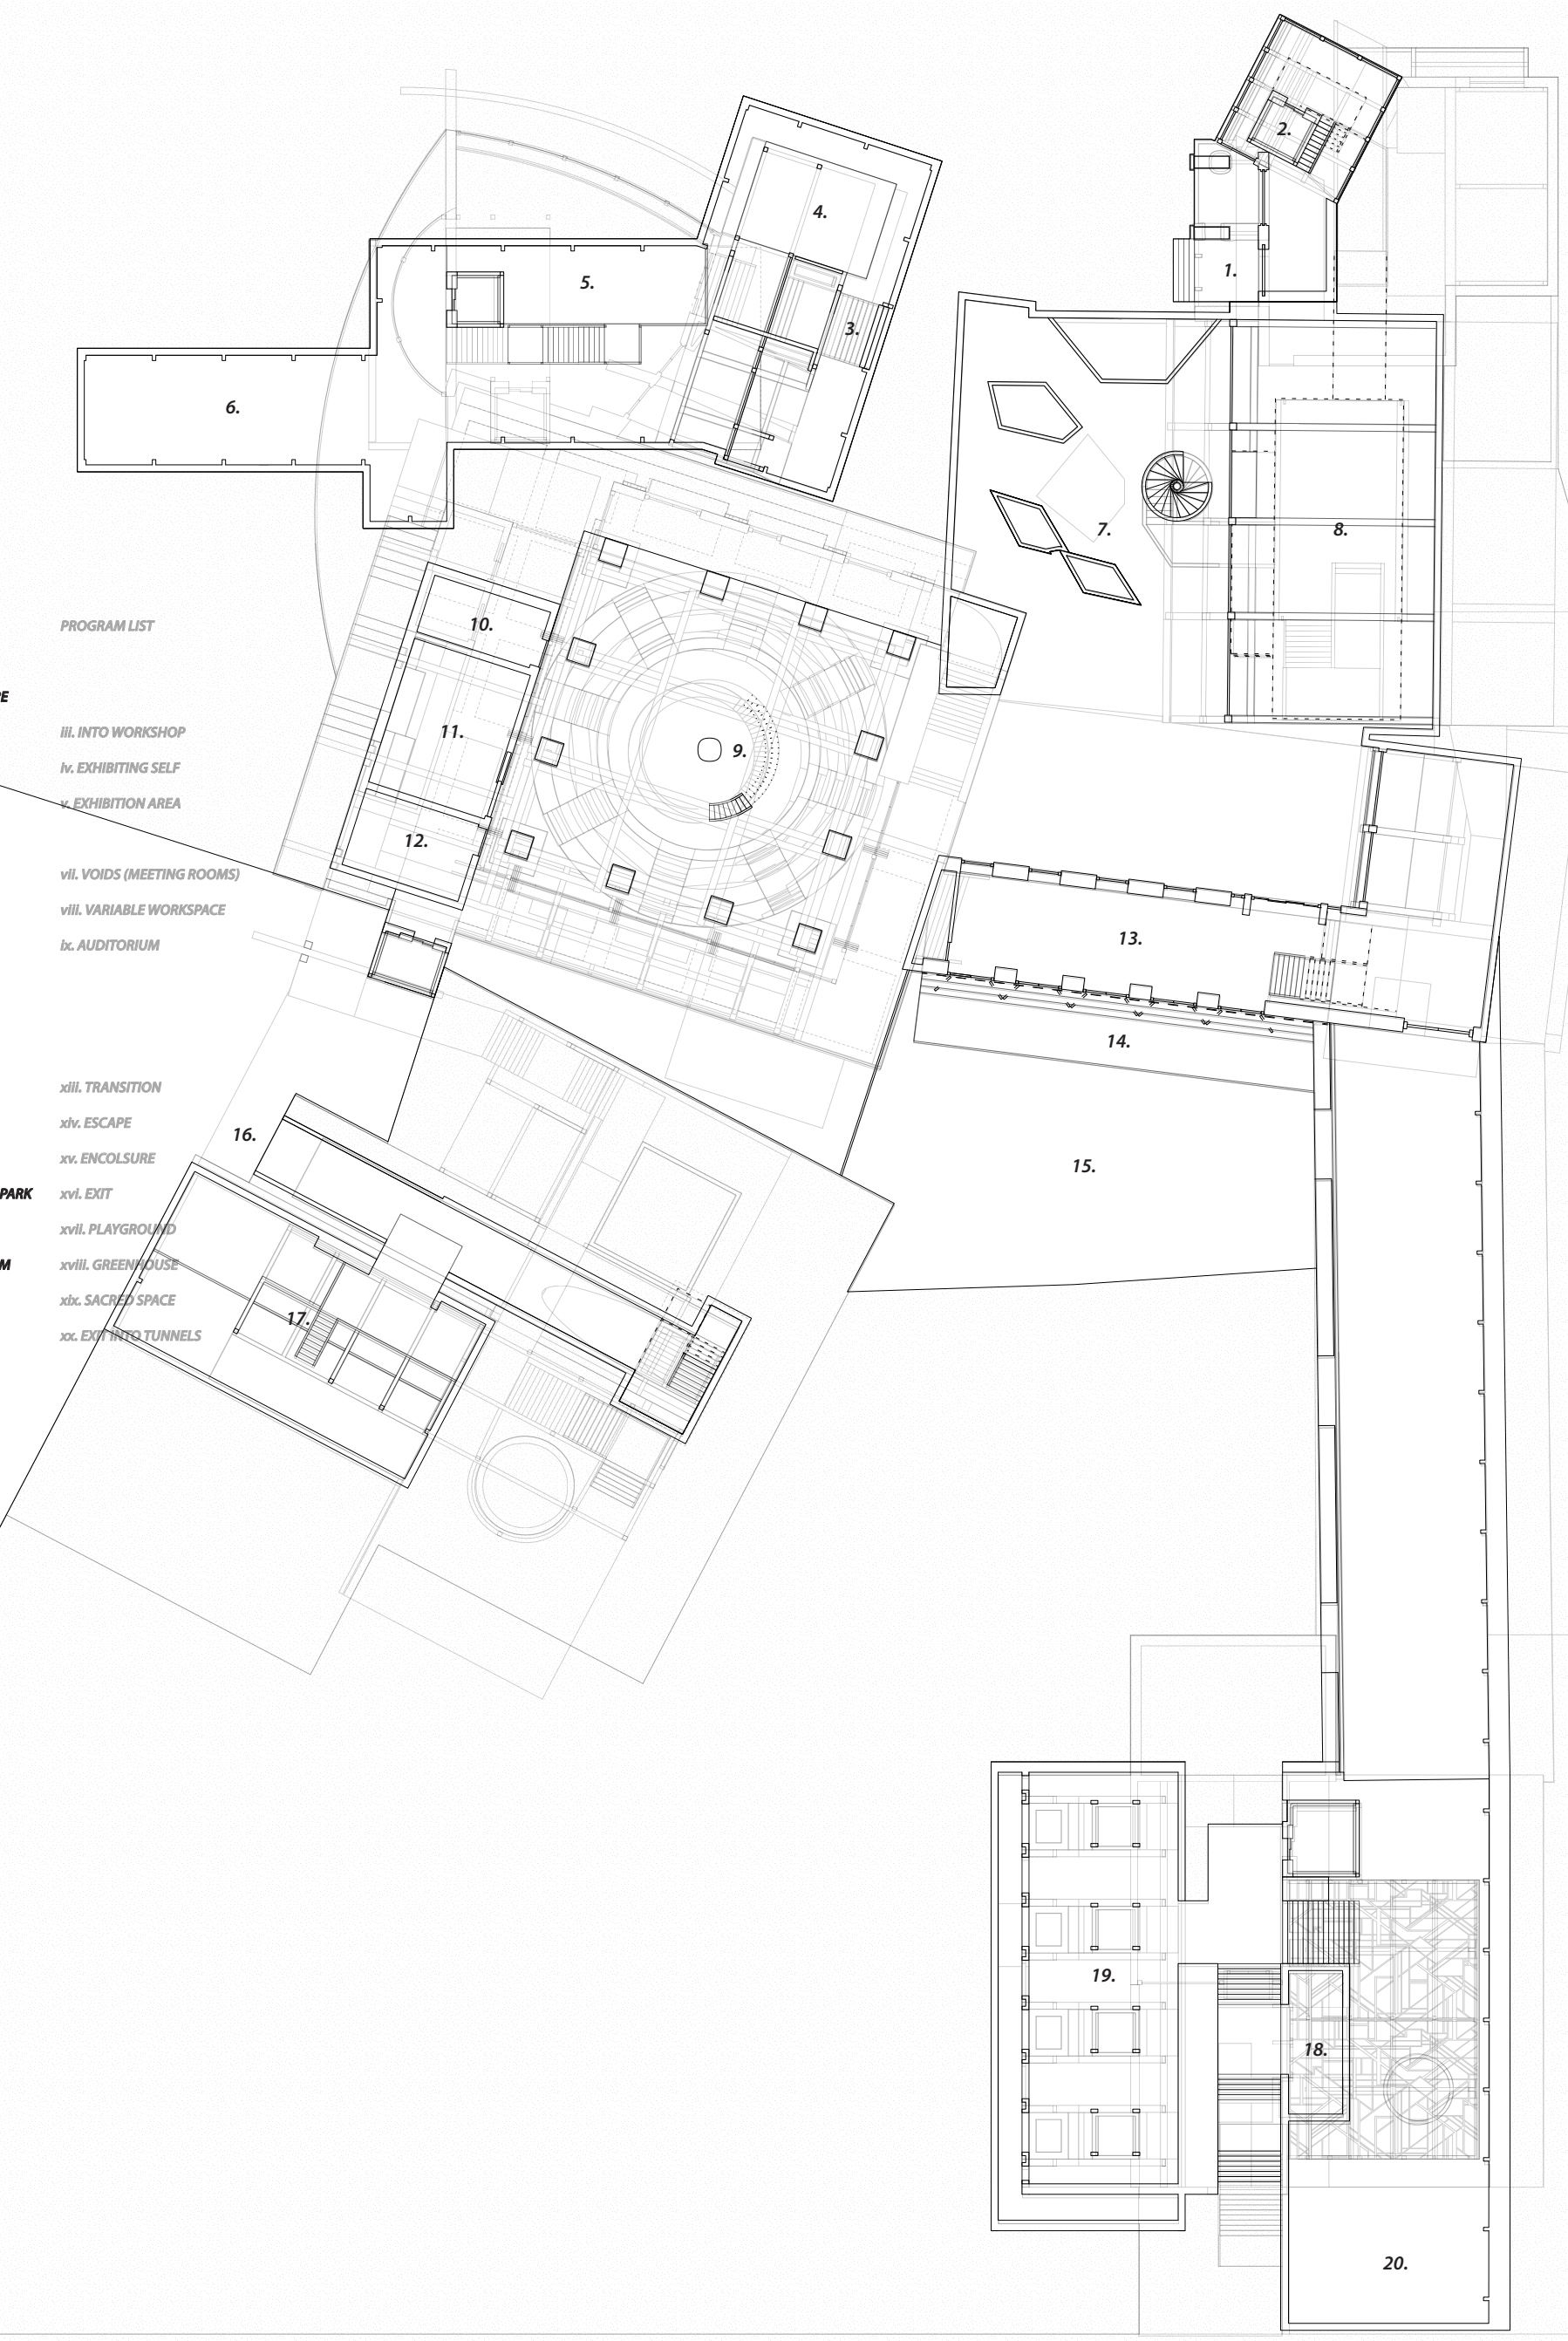 2.
4.
1.
5.
3.
6.
7.
8.
10.
PROGRAM LIST
E
iii. INTO WORKSHOP
11.
9.
iv. EXHIBITING SELF
v. EXHIBITION AREA
12.
vii. VOIDS (MEETING ROOMS)
viii. VARIABLE WORKSPACE
ix. AUDITORIUM
13.
14.
xiii. TRANSITION
xiv. ESCAPE
16.
xv. ENCOLSURE
15.
PARK
xvi. EXIT
xvii. PLAYGROUND
M
xviii. GREENHOUSE
xix. SACRED SPACE
17.
xx. EXIT INTO TUNNELS
19.
18.
20.